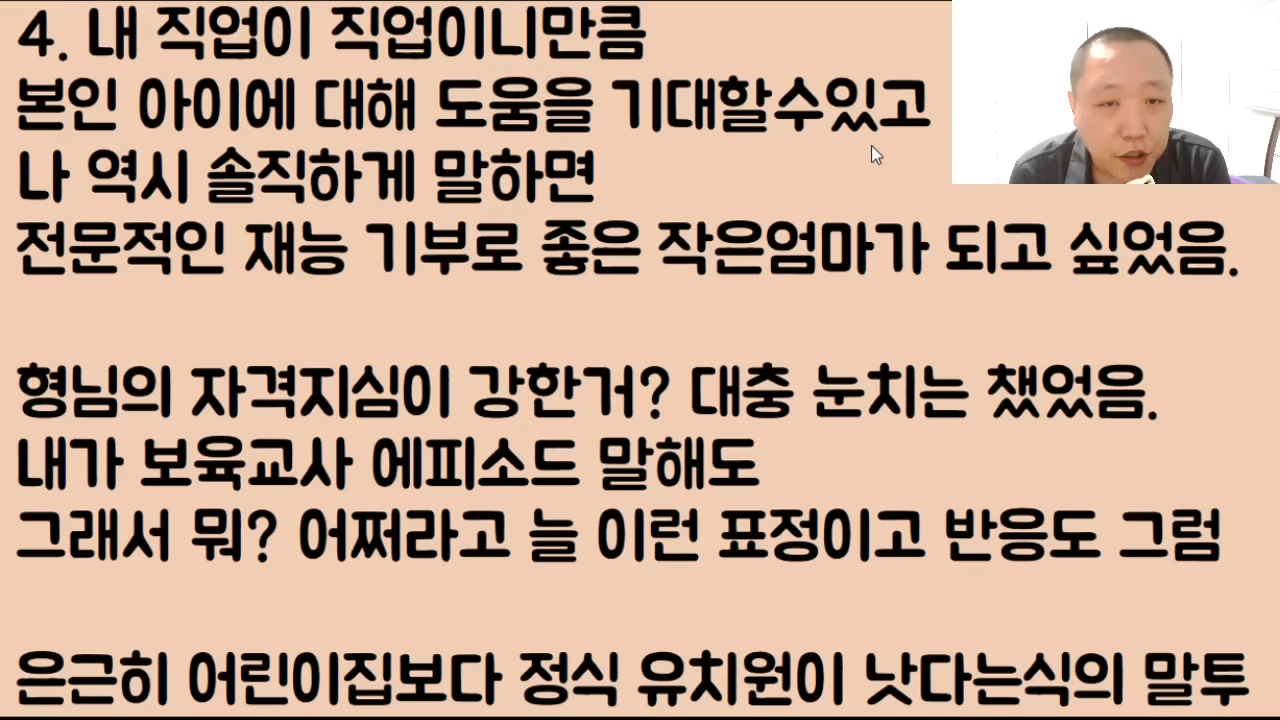 4. 내 직업이 직업이니만큼
본인 아이에 대해 도움을 기대할수있고
나 역시 솔직하게 말하면
전문적인 재능 기부로 좋은 작은엄마가 되고 싶었음.
형님의 자격지심이 강한거? 대충 눈치는 챘었음.
내가 보육교사 에피소드 말해도
그래서 뭐? 어쩌라고 늘 이런 표정이고 반응도 그럼
은근히 어린이집보다 정식 유치원이 낫다는식의 말투